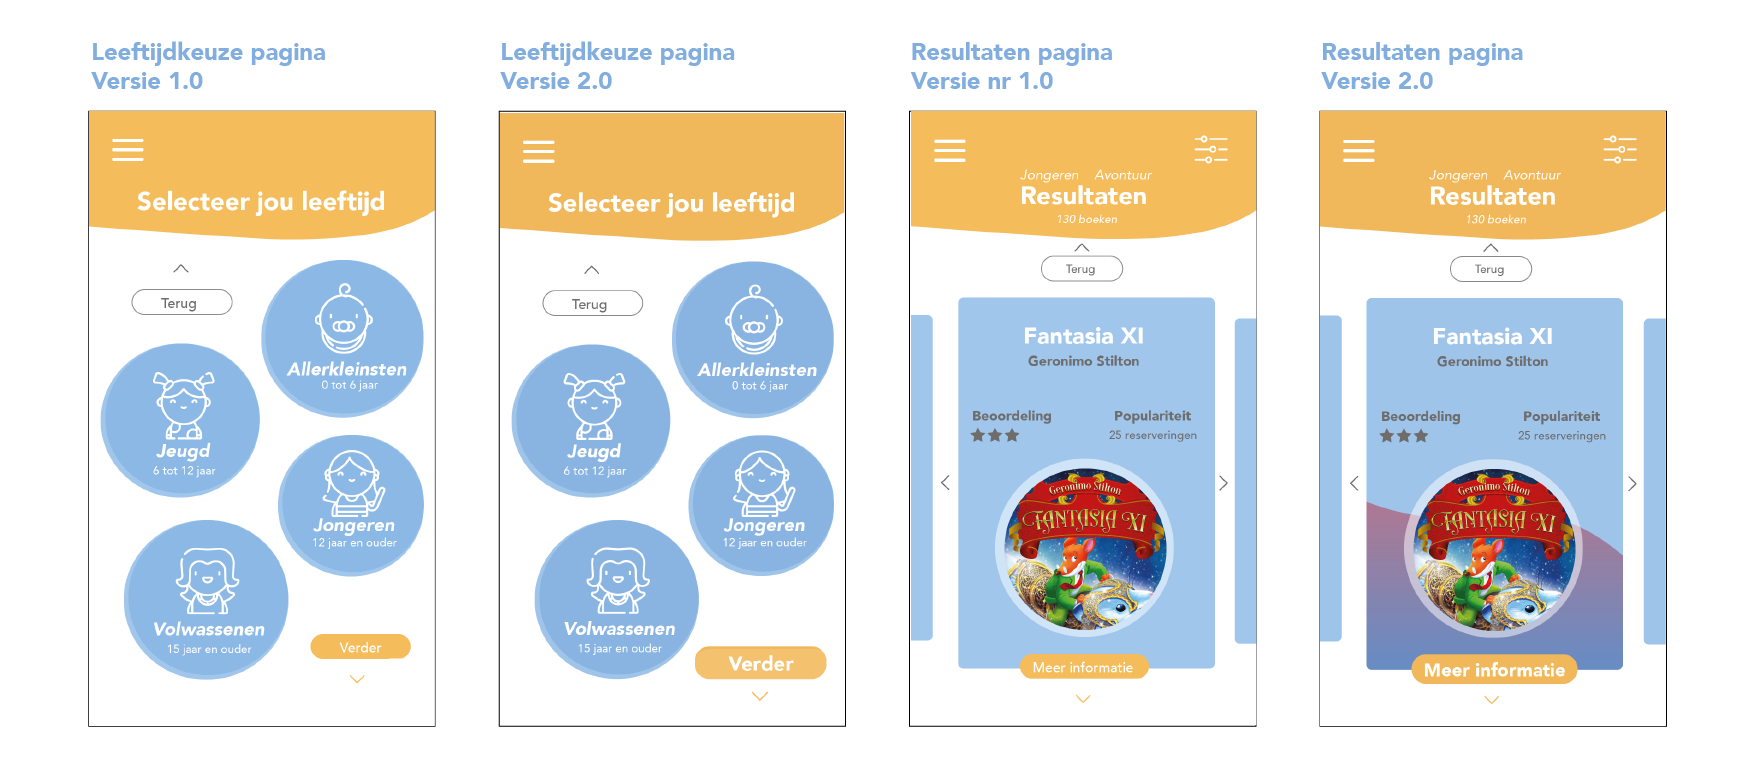 Leeftijdkeuze pagina
Versie 1.0
Selecteer jou leeftijd
Terug
Allerkleinsten
0 tot 6 jaar
Jeugd
6 tot 12 jaar
Jongeren
12 jaar en ouder
Volwassenen
15 jaar en ouder
Verder
Leeftijdkeuze pagina
Versie 2.0
Selecteer jou leeftijd
Terug
Allerkleinsten
0 tot 6 jaar
Jeugd
6 tot 12 jaar
Jongeren
12 jaar en ouder
Volwassenen
15 jaar en ouder
Verder
Resultaten pagina
Versie nr 1.0
Jongeren Avontuur
Resultaten
130 boeken
Terug
Fantasia XI
Geronimo Stilton
Beoordeling Populariteit
25 reserveringen
Geronimo Stilton
FANTASIA XI
Meer informatie
Resultaten pagina
Versie 2.0
Jongeren Avontuur
Resultaten
130 boeken
Terug
Fantasia XI
Geronimo Stilton
Beoordeling Populariteit
25 reserveringen
Geronimo Stilton
FANTASIA XI
Meer informatie